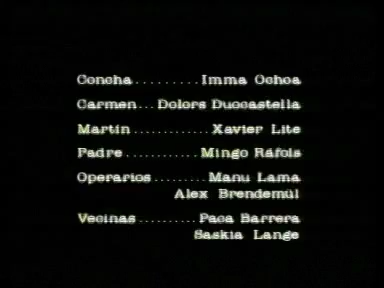 Concha.........Imma Ochoa
Carmen...Dolors Duocastella
Martín............Xavier Lite
Padre............Mingo Ráfols
Operarios........Manu Lama
Alex Brendemül
Vecinas..........Paca Barrera
Saskia Lange